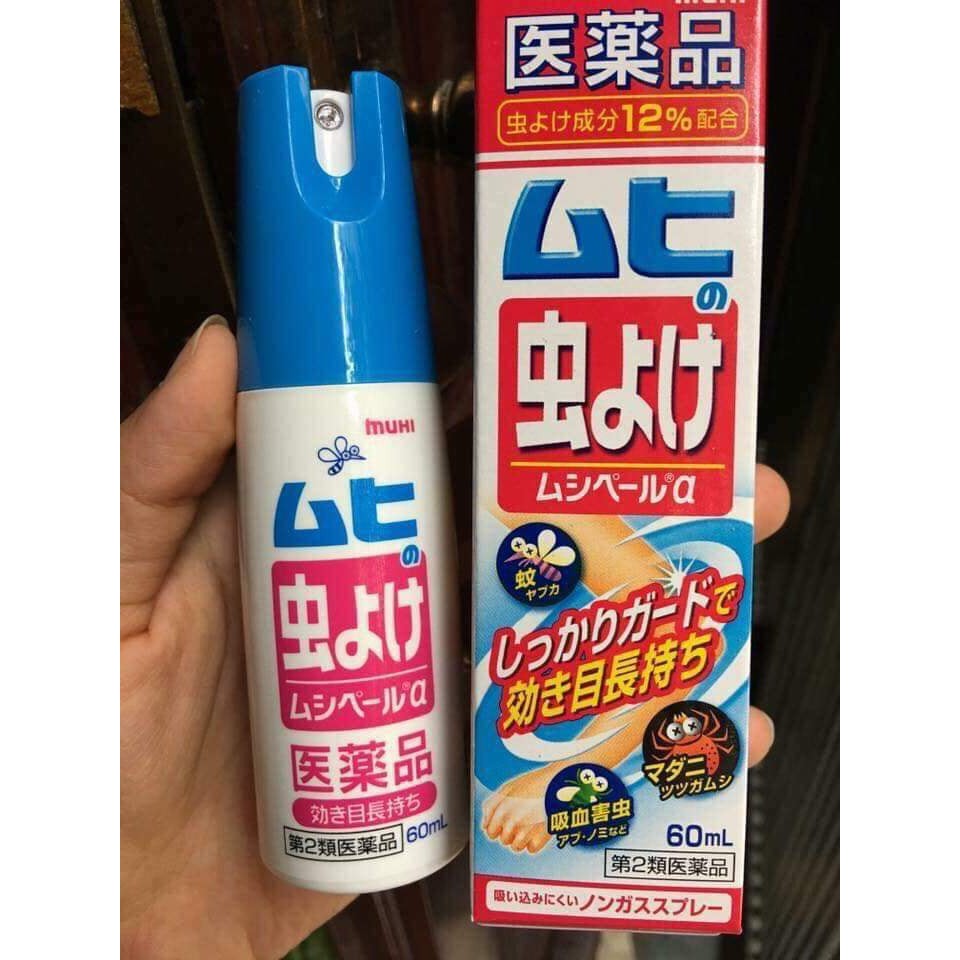 muHI
ムヒの
虫よけ
ムシペール®α
医薬品
効き目長持ち
60mL
第2類医薬品
muHI
医薬品
虫よけ成分12%配合
ムヒの
虫よけ
ムシペール®α
蚊
ヤブカ
しっかりガードで
効き目長持ち
マダニ
ツツガムシ
吸血害虫
アブ・ノミなど
60mL
第2類医薬品
吸い込みにくいノンガススプレー